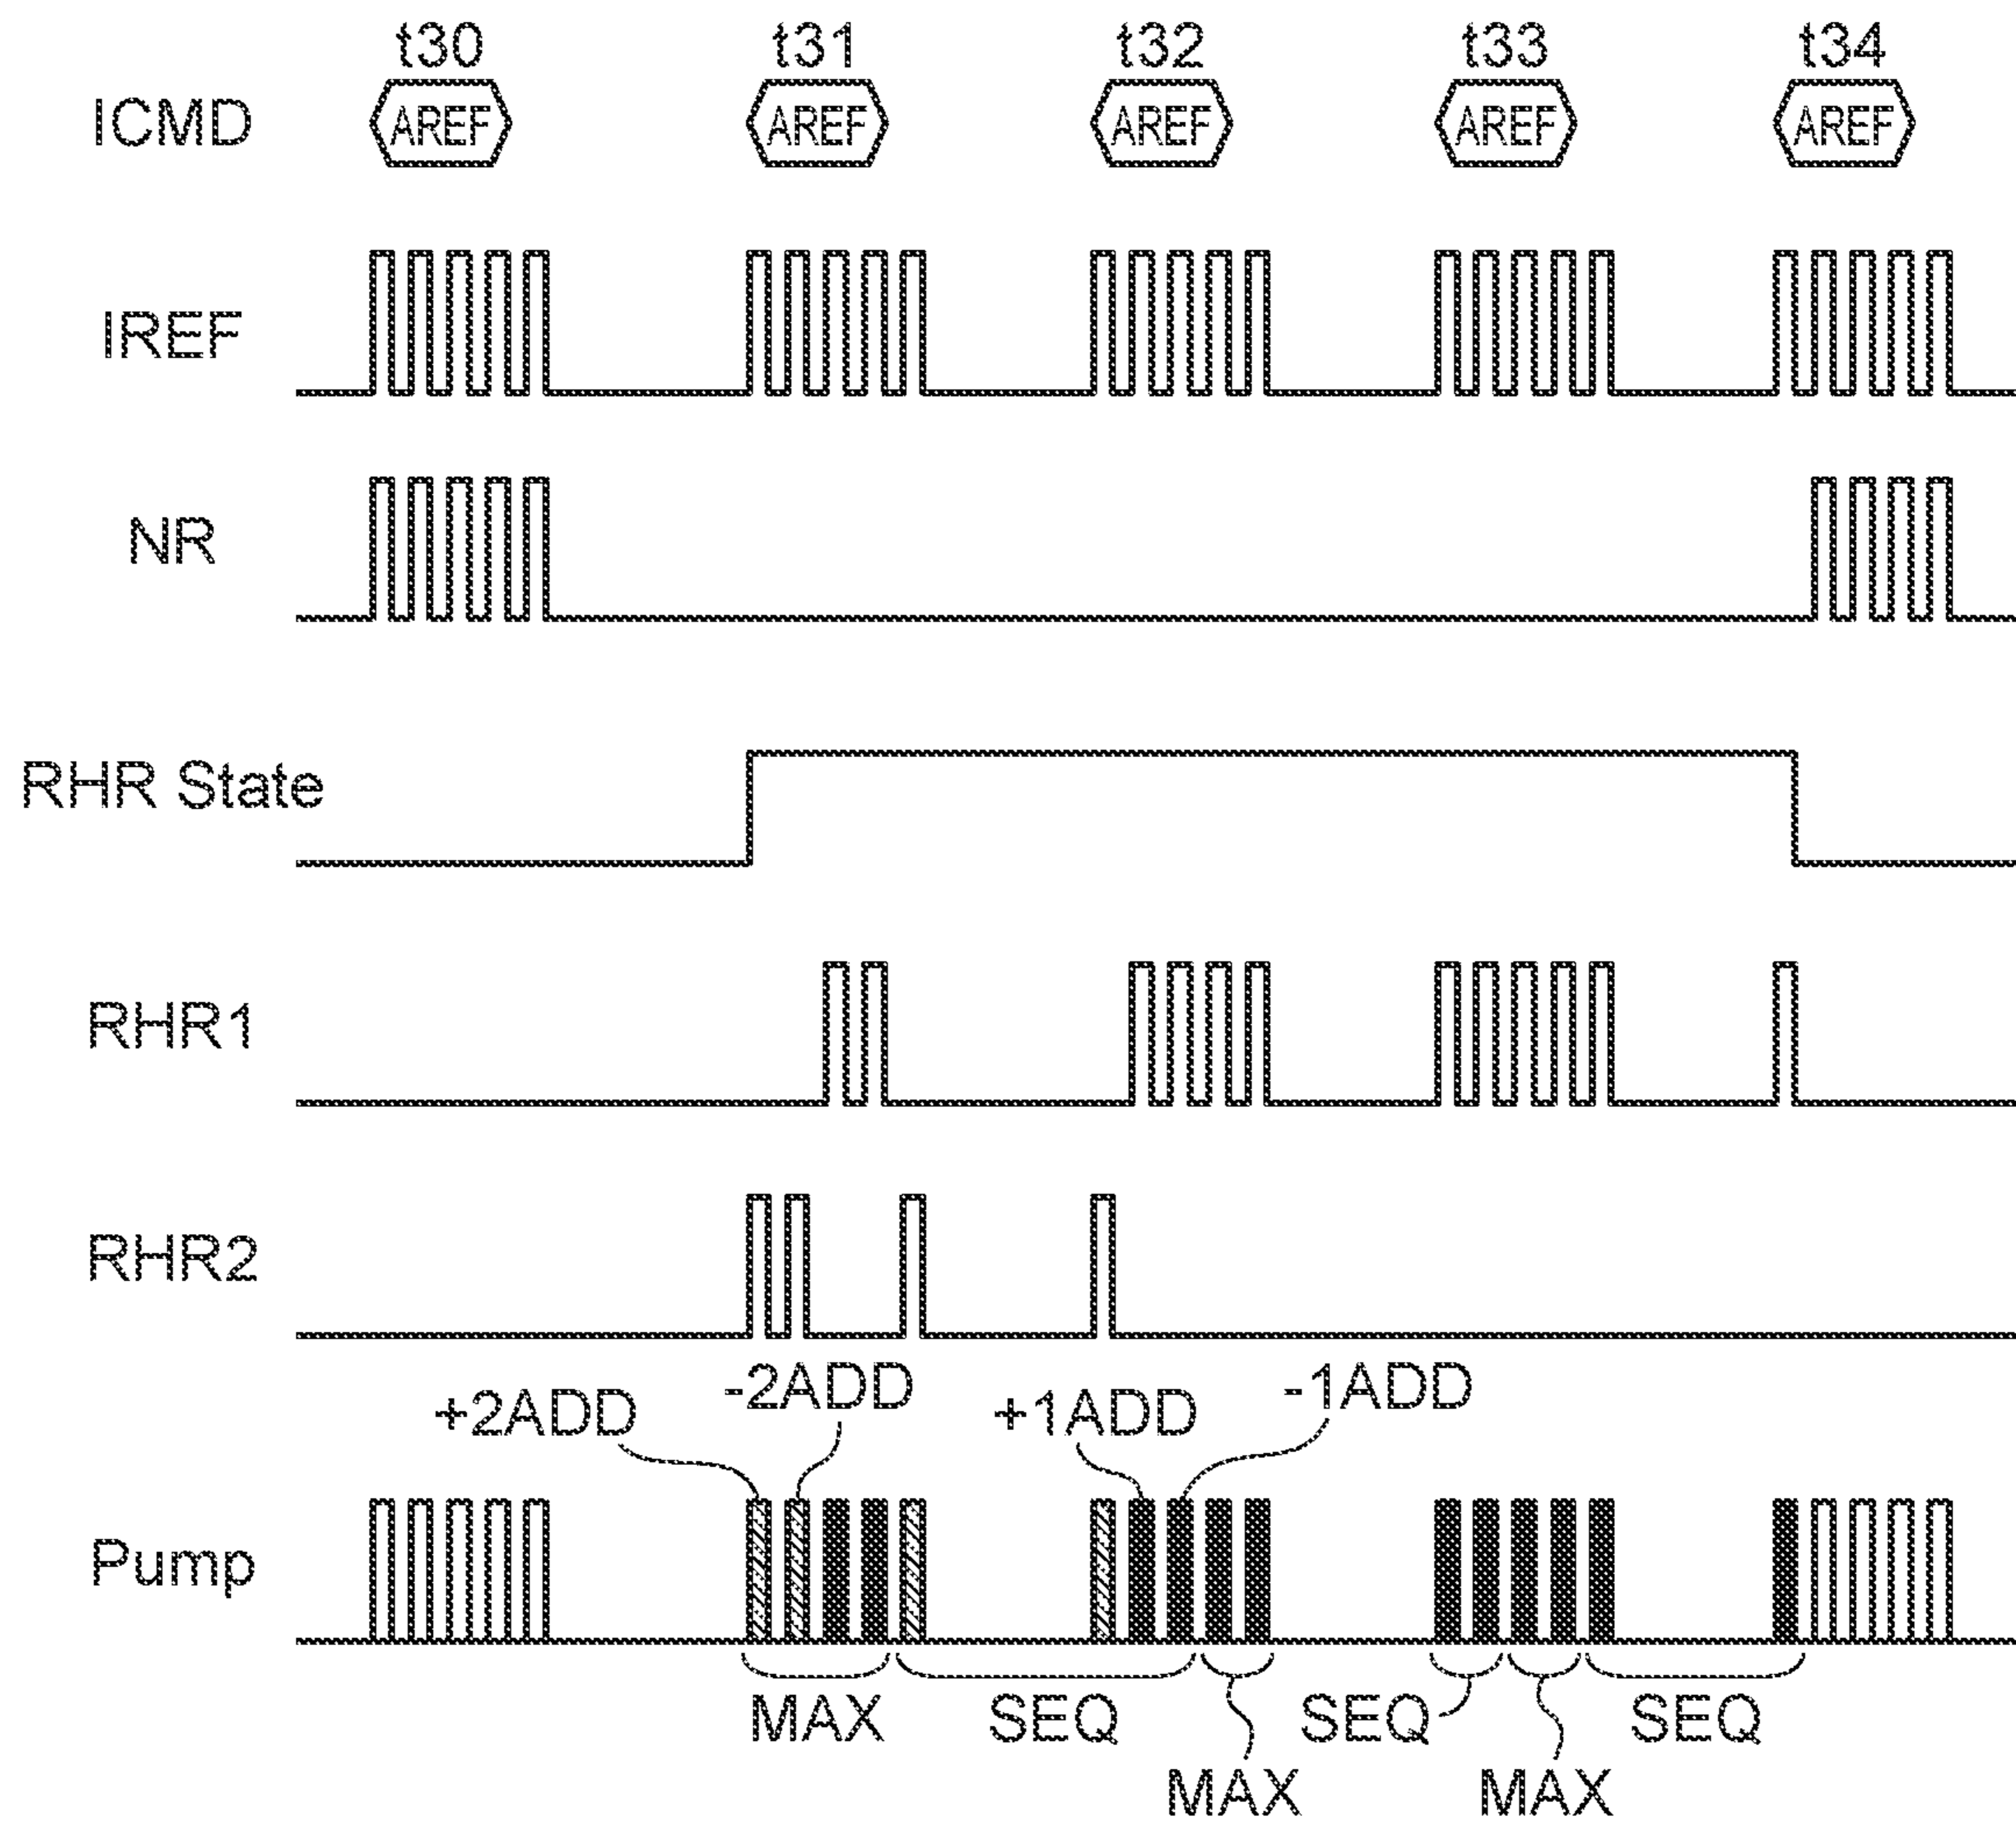 t30 t31 t32 t33 t34
ICMD AREF AREF AREF AREF AREF
IREF
NR
RHR State
RHR1
RHR2
+2ADD -2ADD +1ADD -1ADD
Pump
MAX SEQ SEQ SEQ
MAX MAX